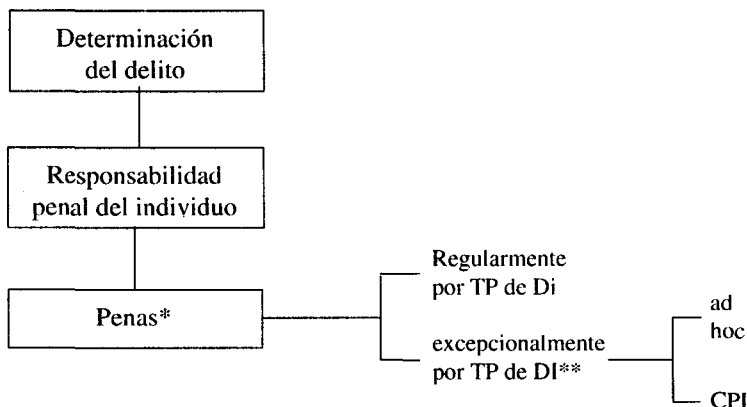 Determinación
del delito
Responsabilidad
penal del individuo
Penas*
Regularmente
por TP de Di
excepcionalmente
por TP de DI**
ad
hoc
CPI